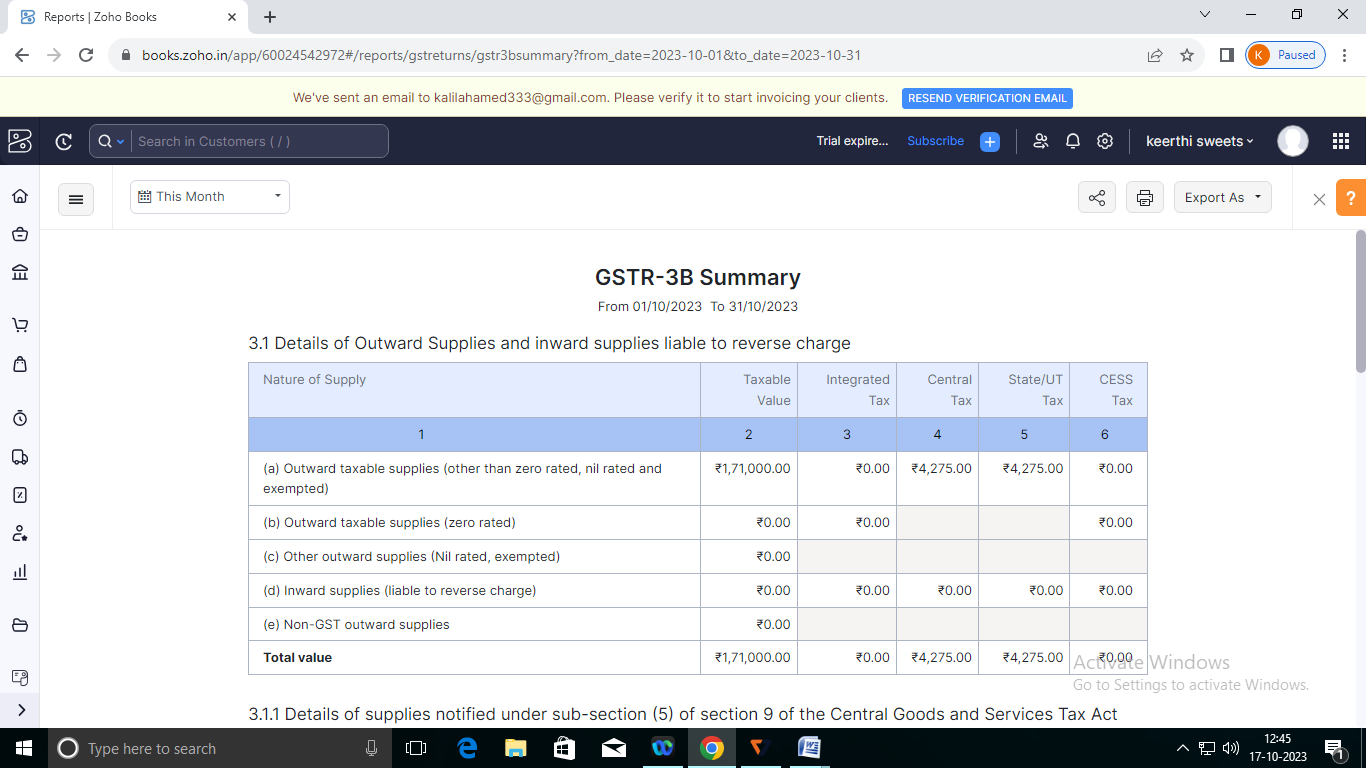 Reports | Zoho Books
books.zoho.in/app/60024542972#/reports/gstreturns/gstr3bsummary?from_date=2023-10-01&to_date=2023-10-31
K Paused
We've sent an email to kalilahamed333@gmail.com. Please verify it to start invoicing your clients. RESEND VERIFICATION EMAIL
Search in Customers ( / ) Trial expire... Subscribe + keerthi sweets
This Month Export As ?
GSTR-3B Summary
From 01/10/2023 To 31/10/2023
3.1 Details of Outward Supplies and inward supplies liable to reverse charge
Nature of Supply Taxable Value Integrated Tax Central Tax State/UT Tax CESS Tax
1 2 3 4 5 6
(a) Outward taxable supplies (other than zero rated, nil rated and exempted) ₹1,71,000.00 ₹0.00 ₹4,275.00 ₹4,275.00 ₹0.00
(b) Outward taxable supplies (zero rated) ₹0.00 ₹0.00 ₹0.00
(c) Other outward supplies (Nil rated, exempted) ₹0.00
(d) Inward supplies (liable to reverse charge) ₹0.00 ₹0.00 ₹0.00 ₹0.00 ₹0.00
(e) Non-GST outward supplies ₹0.00
Total value ₹1,71,000.00 ₹0.00 ₹4,275.00 ₹4,275.00 ₹0.00
Activate Windows
Go to Settings to activate Windows.
3.1.1 Details of supplies notified under sub-section (5) of section 9 of the Central Goods and Services Tax Act
Type here to search
12:45
17-10-2023
1